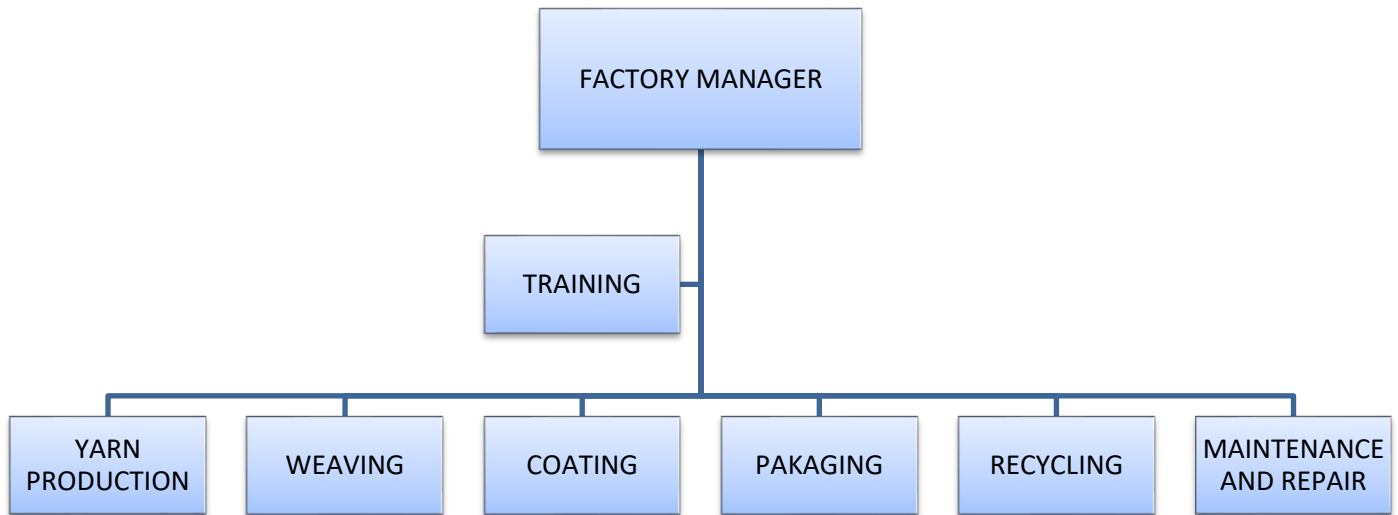 FACTORY MANAGER
TRAINING
YARN
PRODUCTION
WEAVING
COATING
PAKAGING
RECYCLING
MAINTENANCE
AND REPAIR